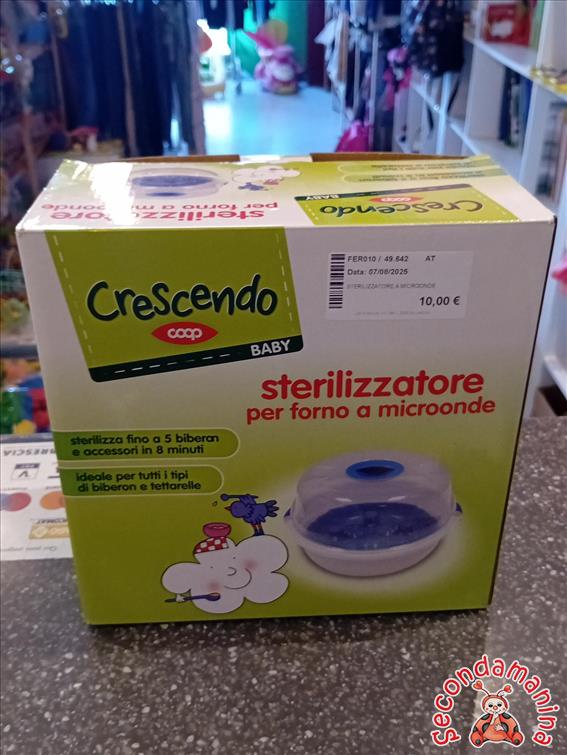 sterilizzatore
per forno a microonde
Crescendo
coop
BABY
Crescendo
coop
BABY
FER010 / 49.642 AT
Data: 07/06/2025
STERILIZZATORE A MICROONDE
10,00 €
sterilizzatore
per forno a microonde
sterilizza fino a 5 biberon
e accessori in 8 minuti
ideale per tutti i tipi
di biberon e tettarelle
BRESCIA
Secondamanina